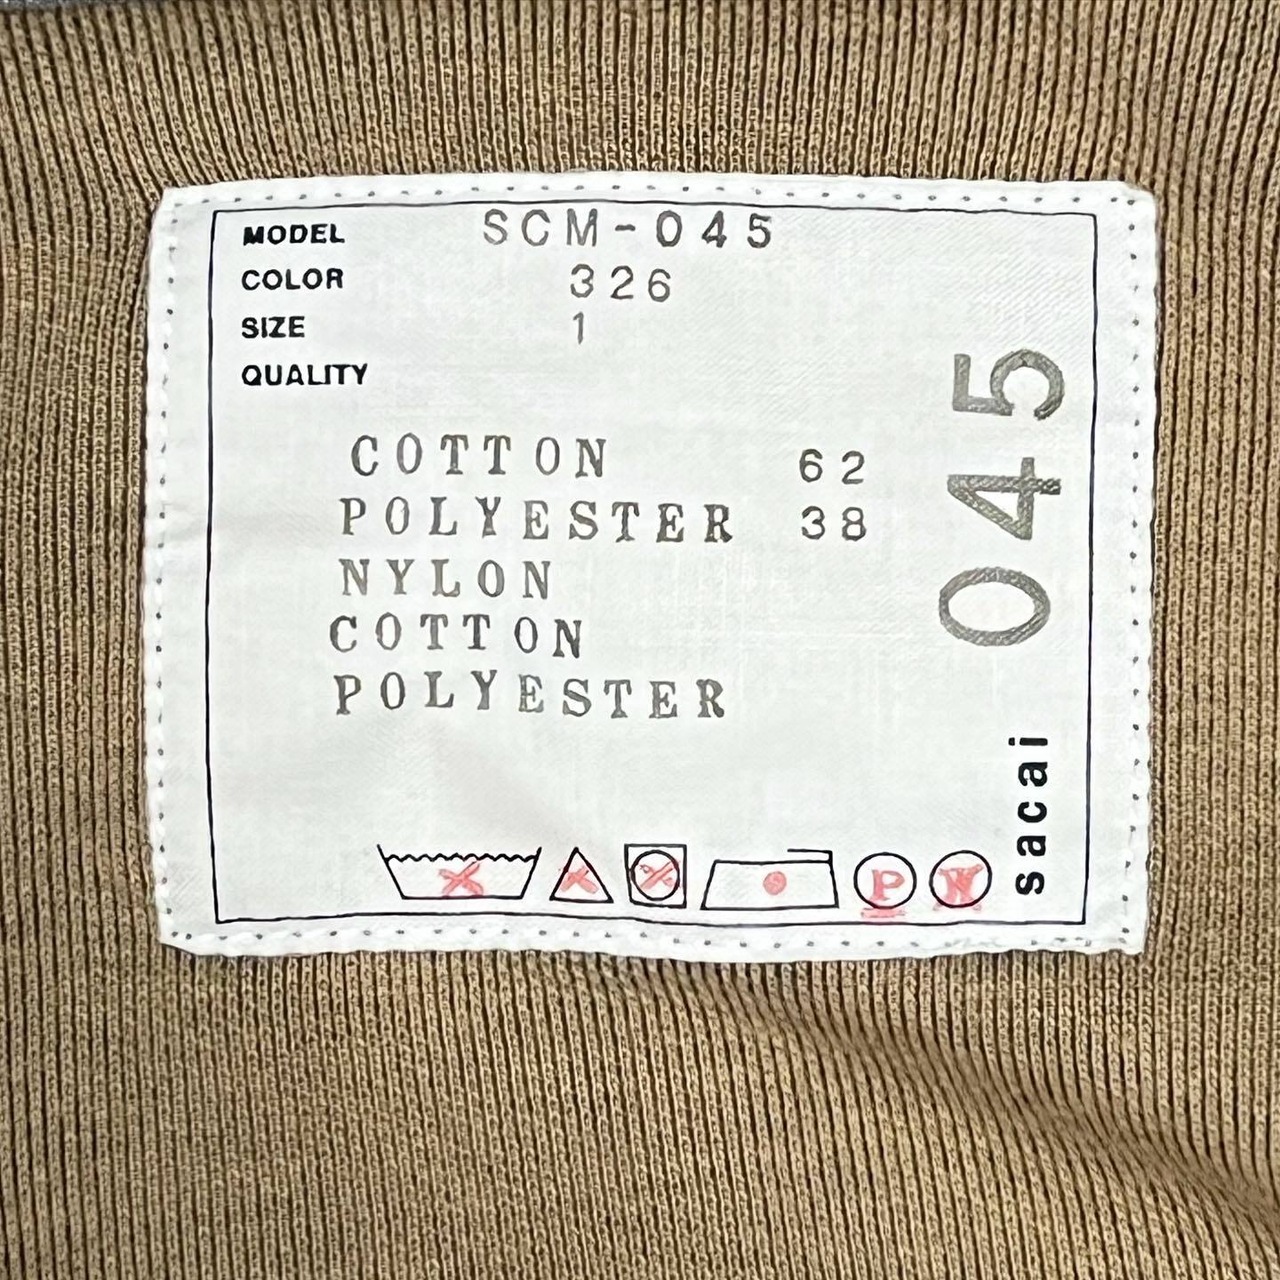 MODEL SCM-045
COLOR 326
SIZE 1
QUALITY
COTTON 62
POLYESTER 38
NYLON
COTTON
POLYESTER
045
sacai
P
W